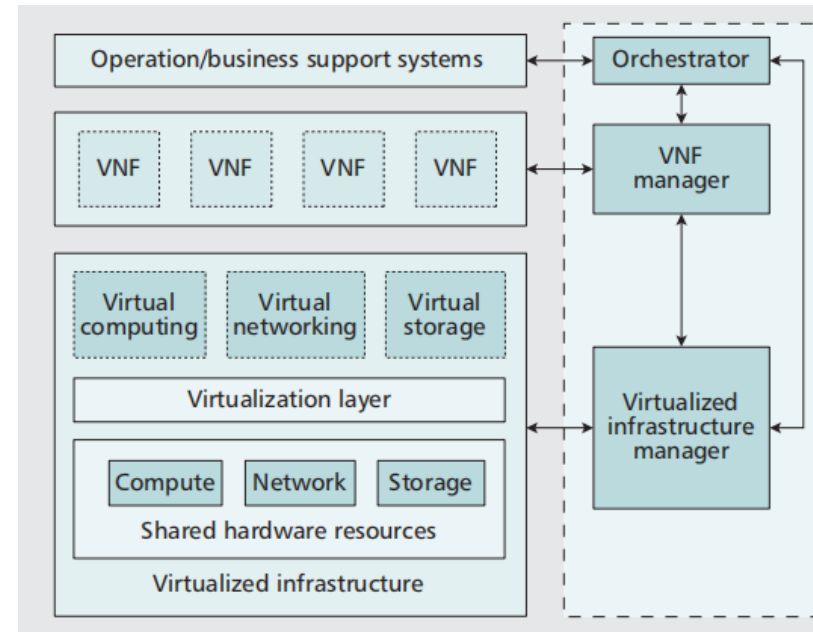 Operation/business support systems
Orchestrator
VNF
VNF
VNF
VNF
VNF
manager
Virtual
computing
Virtual
networking
Virtual
storage
Virtualization layer
Compute
Network
Storage
Shared hardware resources
Virtualized infrastructure
Virtualized
infrastructure
manager